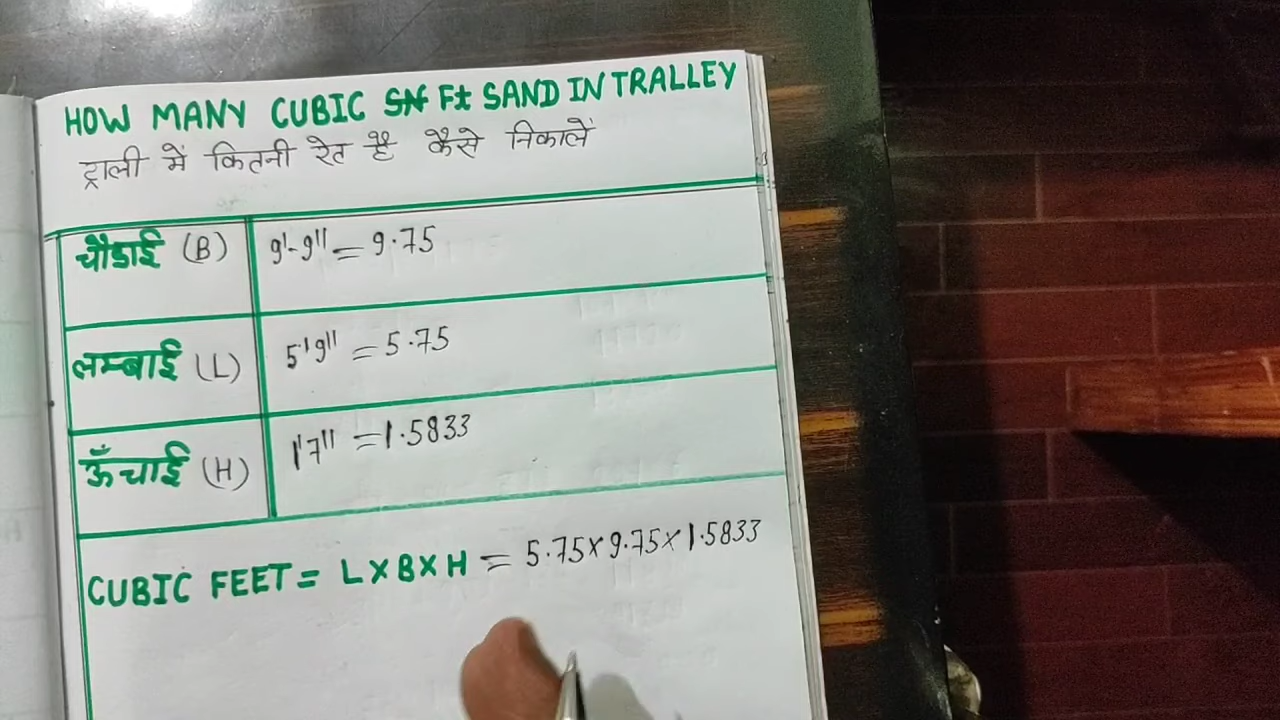 HOW MANY CUBIC Ft SAND IN TRALLEY
ट्राली में कितनी रेत है कैसे निकालें
चौडाई (B) 9'-9" = 9.75
लम्बाई (L) 5'9" = 5.75
ऊँचाई (H) 1'7" = 1.5833
CUBIC FEET = L X B X H = 5.75 X 9.75 X 1.5833